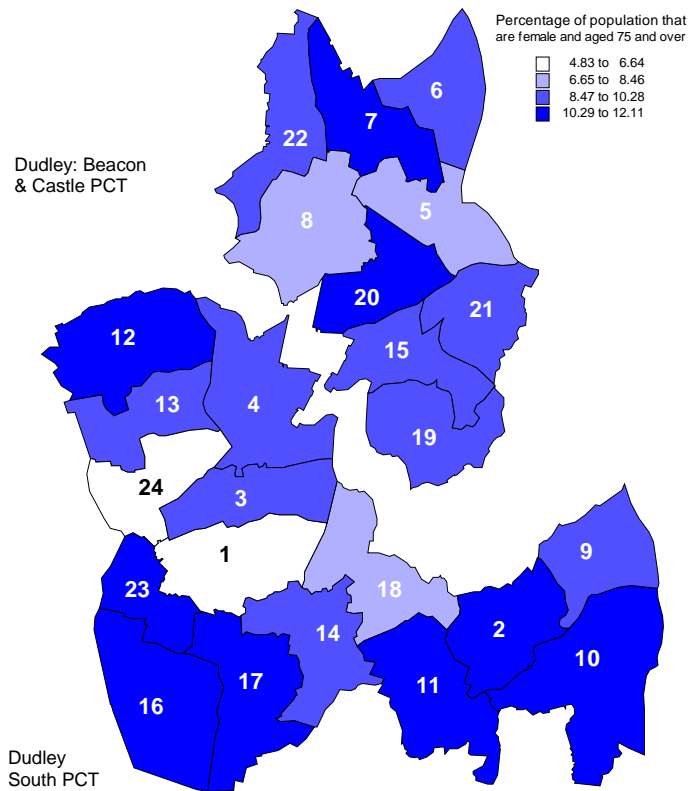 Percentage of population that
are female and aged 75 and over
4.83 to 6.64
6.65 to 8.46
8.47 to 10.28
10.29 to 12.11
6
7
22
Dudley: Beacon
& Castle PCT
5
8
20
21
12
15
13
4
19
24
3
1
9
23
18
2
14
10
11
17
16
Dudley
South PCT